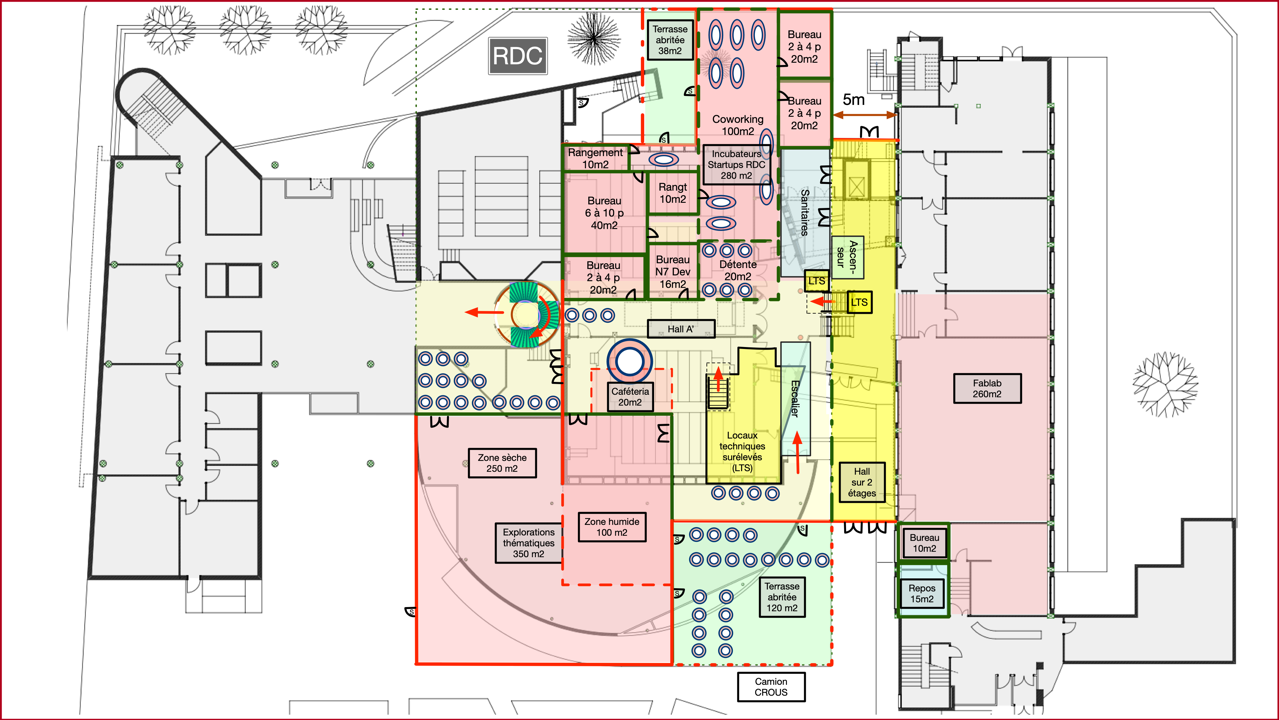 RDC
Terrasse
abritée
38m2
Bureau
2 à 4 p
20m2
Bureau
2 à 4 p
20m2
5m
Coworking
100m2
Incubateurs
Startups RDC
280 m2
Rangement
10m2
Bureau
6 à 10 p
40m2
Rangt
10m2
Sanitaires
Ascen-
seur
Bureau
2 à 4 p
20m2
Bureau
N7 Dev
16m2
Détente
20m2
LTS
LTS
Hall A'
Caféteria
20m2
Escalier
Fablab
260m2
Locaux
techniques
surélevés
(LTS)
Zone sèche
250 m2
Hall
sur 2
étages
Zone humide
100 m2
Explorations
thématiques
350 m2
Bureau
10m2
Repos
15m2
Terrasse
abritée
120 m2
Camion
CROUS